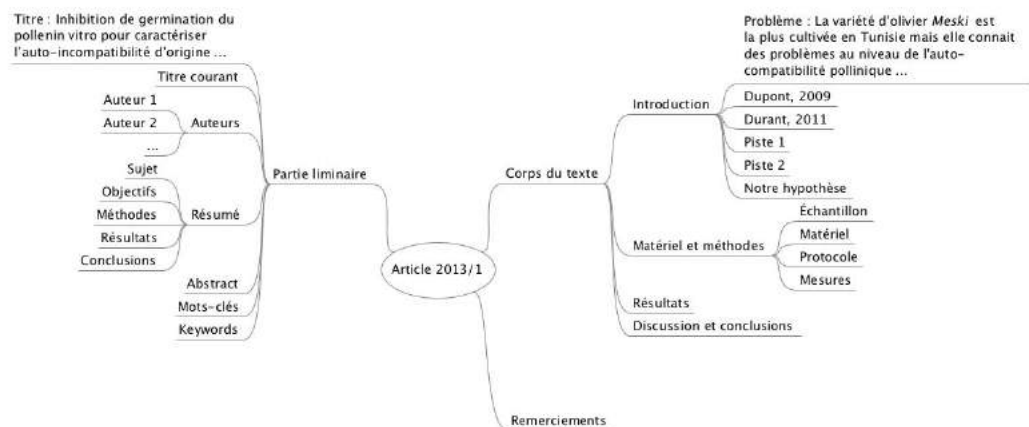 Titre : Inhibition de germination du
pollenin vitro pour caractériser
l'auto-incompatibilité d'origine ...
Titre courant
Auteur 1
Auteur 2
...
Auteurs
Sujet
Objectifs
Méthodes
Résultats
Conclusions
Résumé
Abstract
Mots-clés
Keywords
Partie liminaire
Article 2013/1
Corps du texte
Introduction
Problème : La variété d'olivier Meski est
la plus cultivée en Tunisie mais elle connait
des problèmes au niveau de l'auto-
compatibilité pollinique ...
Dupont, 2009
Durant, 2011
Piste 1
Piste 2
Notre hypothèse
Matériel et méthodes
Échantillon
Matériel
Protocole
Mesures
Résultats
Discussion et conclusions
Remerciements